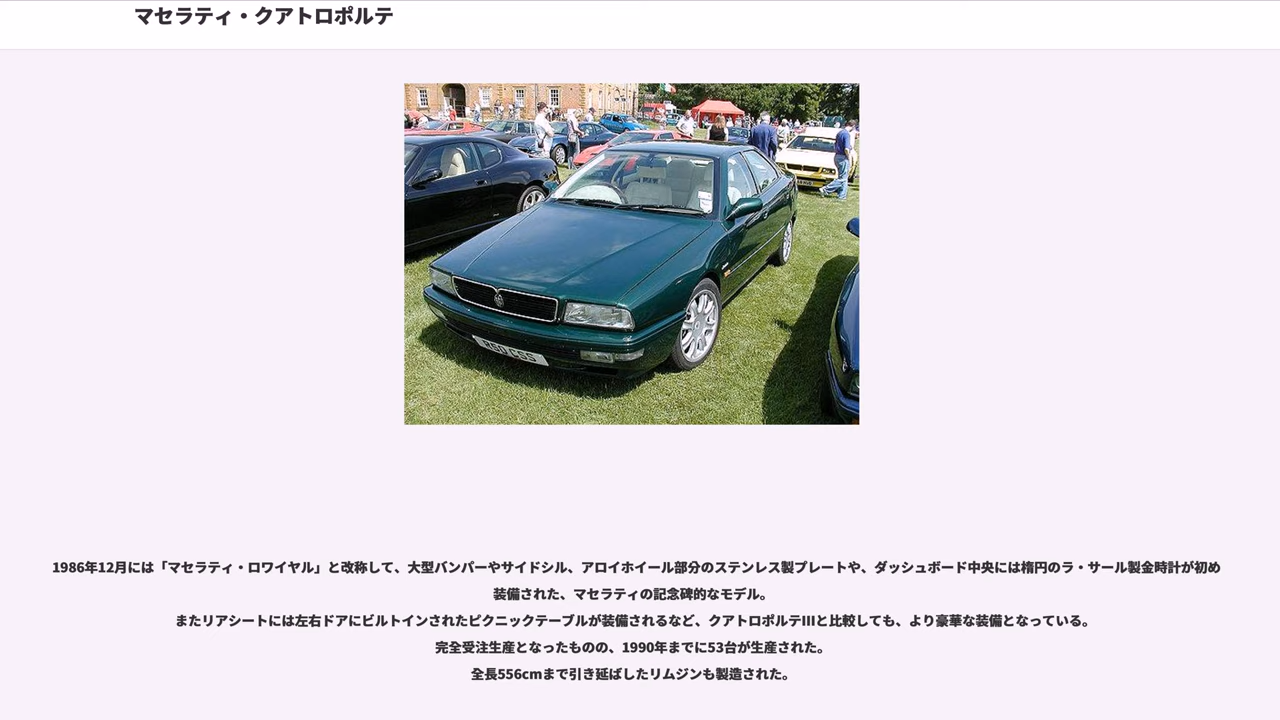 マセラティ・クアトロポルテ
R50 CSS
1986年12月には「マセラティ・ロワイヤル」と改称して、大型バンパーやサイドシル、アロイホイール部分のステンレス製プレートや、ダッシュボード中央には楕円のラ・サール製金時計が初め
装備された、マセラティの記念碑的なモデル。
またリアシートには左右ドアにビルトインされたピクニックテーブルが装備されるなど、クアトロポルテIIIと比較しても、より豪華な装備となっている。
完全受注生産となったものの、1990年までに53台が生産された。
全長556cmまで引き延ばしたリムジンも製造された。